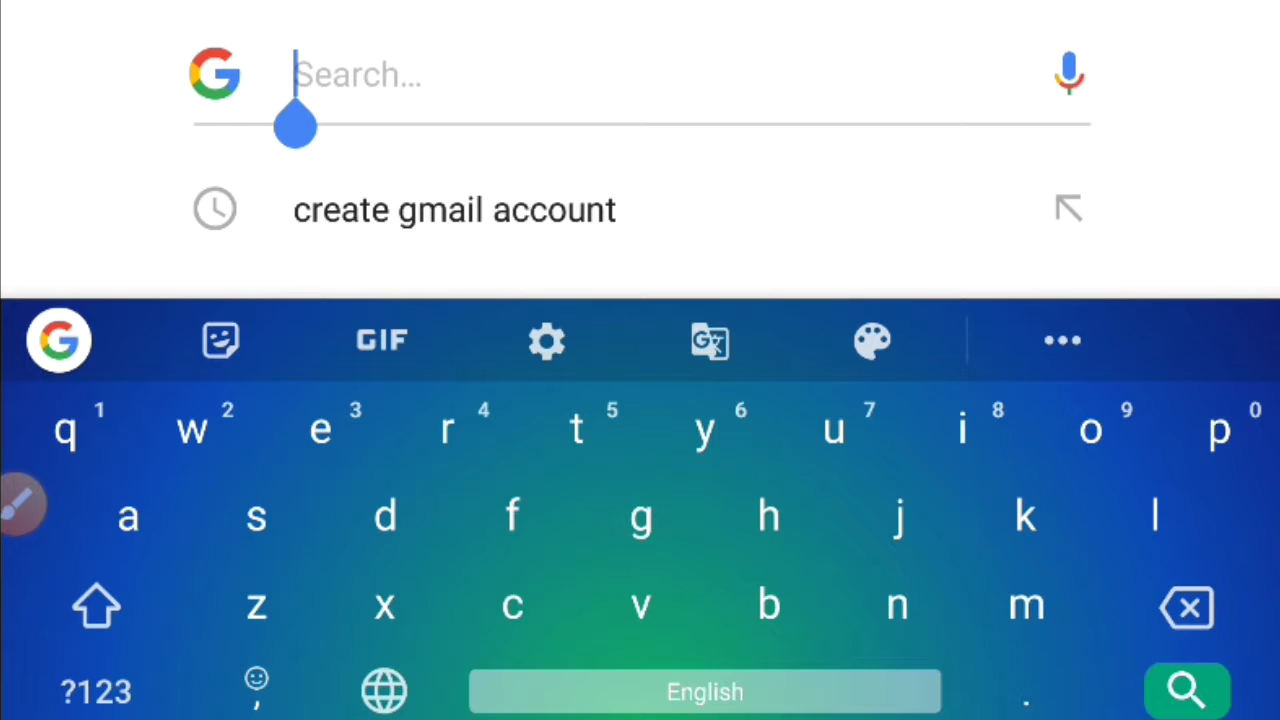 Search...
create gmail account
GIF
q 1 w 2 e 3 r 4 t 5 y 6 u 7 i 8 o 9 p 0
a s d f g h j k l
z x c v b n m
?123 , English .